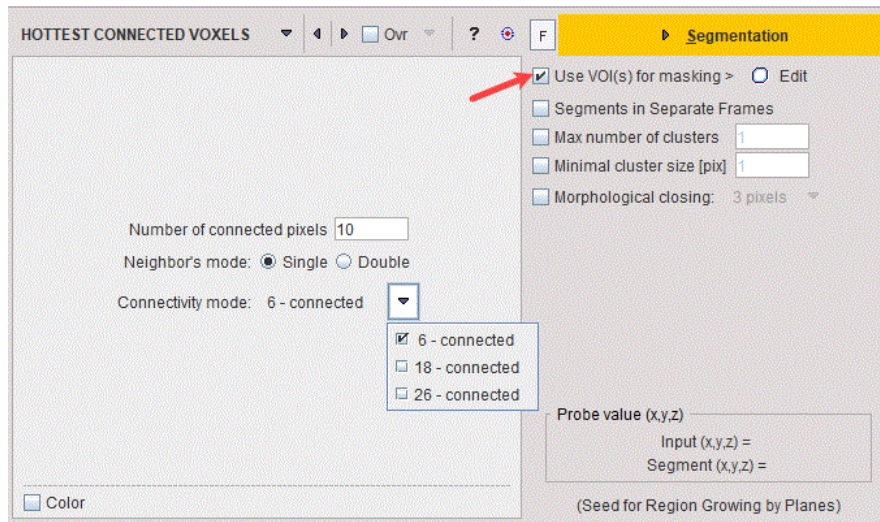 HOTTEST CONNECTED VOXELS
Ovr
?
F
Segmentation
Use VOI(s) for masking >
Edit
Segments in Separate Frames
Max number of clusters 1
Minimal cluster size [pix] 1
Morphological closing: 3 pixels
Number of connected pixels 10
Neighbor's mode: Single Double
Connectivity mode: 6 - connected
6 - connected
18 - connected
26 - connected
Probe value (x,y,z)
Input (x,y,z) =
Segment (x,y,z) =
Color
(Seed for Region Growing by Planes)